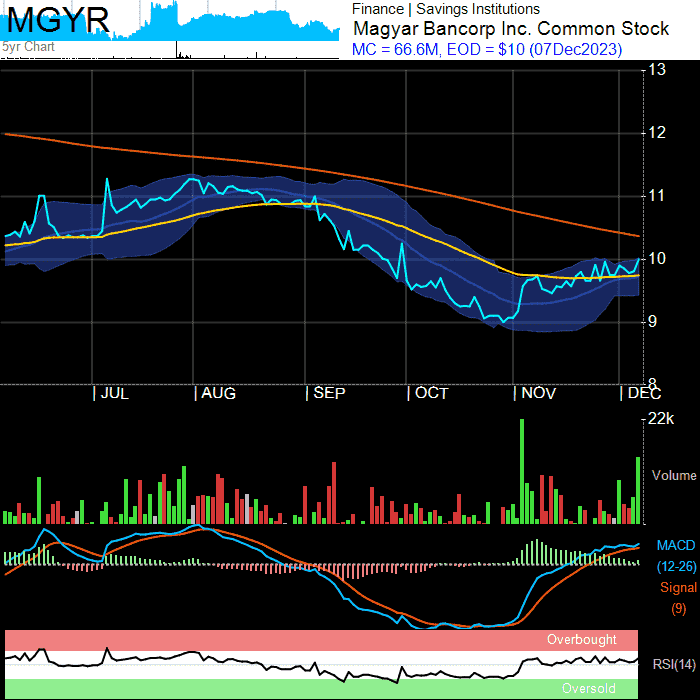 MGYR
5yr Chart
Finance | Savings Institutions
Magyar Bancorp Inc. Common Stock
MC = 66.6M, EOD = $10 (07Dec2023)
13
12
11
10
9
8
| JUL | AUG | SEP | OCT | NOV | DEC
22k
Volume
MACD
(12-26)
Signal
(9)
Overbought
RSI(14)
Oversold